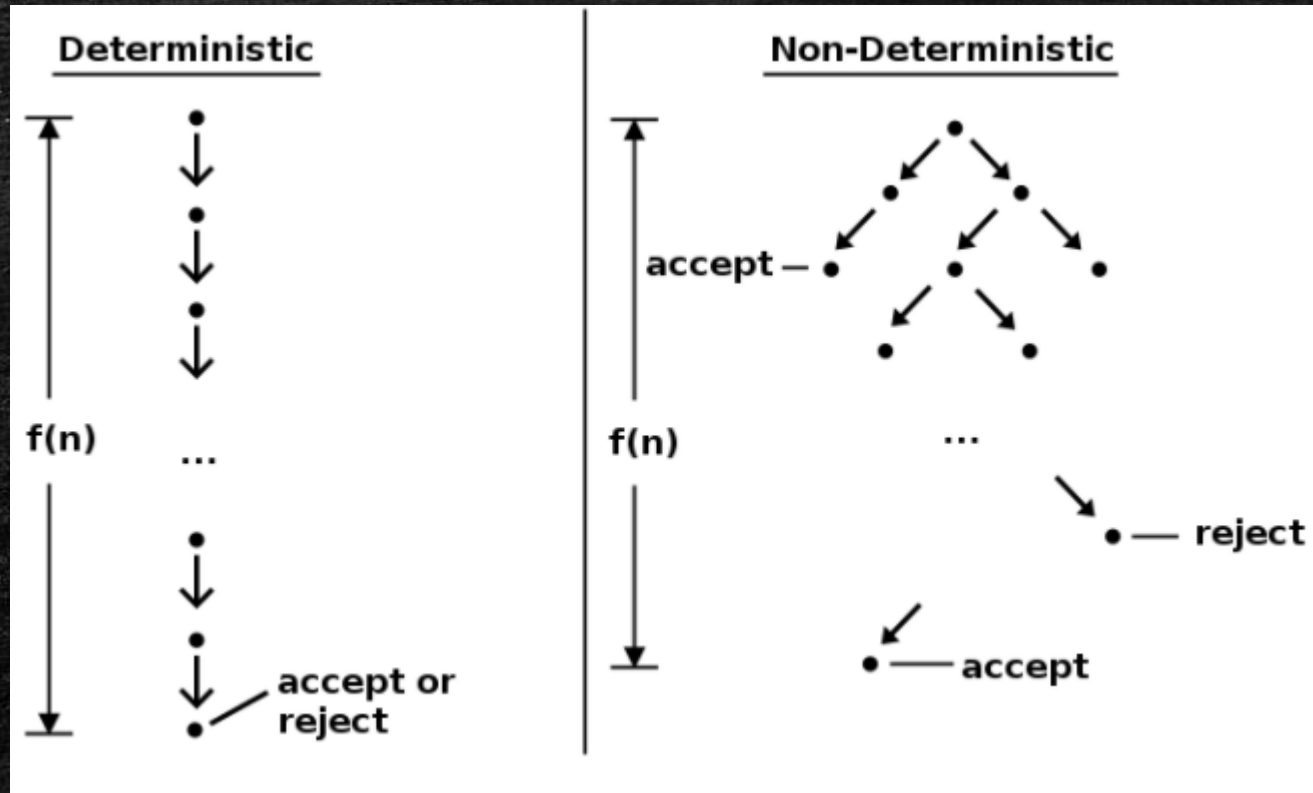 Deterministic
f(n)
...
accept or
reject
Non-Deterministic
accept
f(n)
...
reject
accept